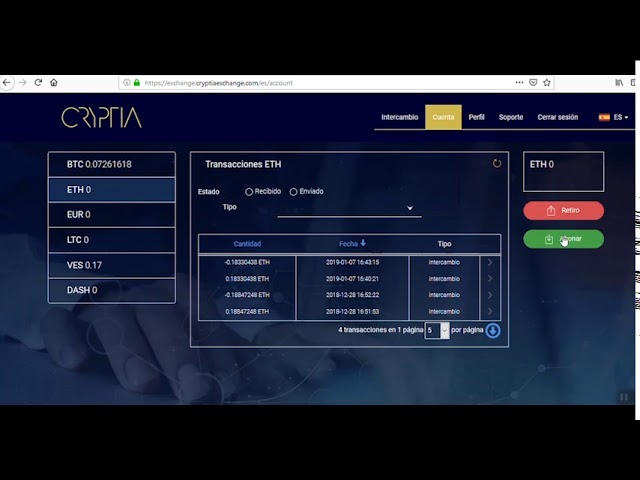 https://exchange.cryptiaexchange.com/es/account
CRYPTIA
Intercambio Cuenta Perfil Soporte Cerrar sesión ES
BTC 0.07261618
ETH 0
EUR 0
LTC 0
VES 0.17
DASH 0
Transacciones ETH
Estado Recibido Enviado
Tipo
Cantidad Fecha Tipo
-0.18330438 ETH 2019-01-07 16:43:15 intercambio
0.18330438 ETH 2019-01-07 16:40:21 intercambio
-0.18847248 ETH 2018-12-28 16:52:22 intercambio
0.18847248 ETH 2018-12-28 16:51:53 intercambio
4 transacciones en 1 página 5 por página
ETH 0
Retiro
Abonar